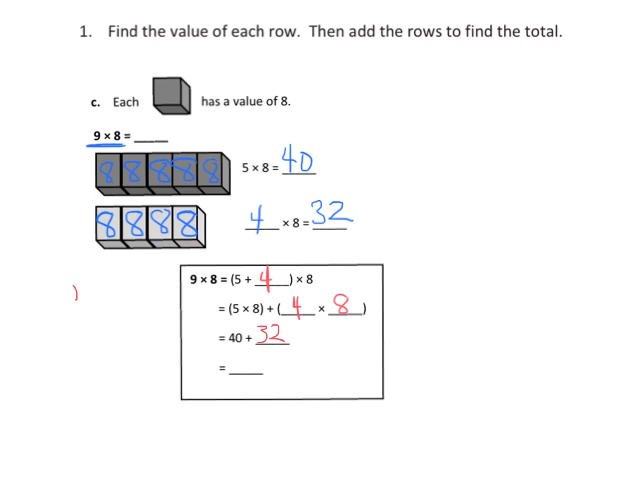 1. Find the value of each row. Then add the rows to find the total.
c. Each has a value of 8.
9 × 8 = ____
8 8 8 8 8 5 × 8 = 40
8 8 8 8 4 × 8 = 32
9 × 8 = (5 + 4) × 8
= (5 × 8) + (4 × 8)
= 40 + 32
= ____